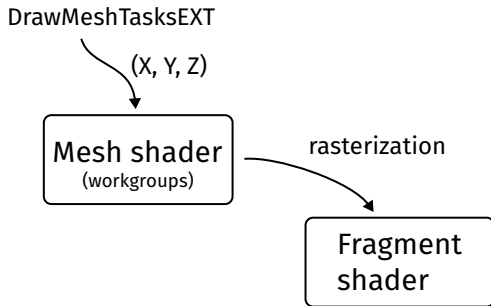 DrawMeshTasksEXT
(X, Y, Z)
Mesh shader
(workgroups)
rasterization
Fragment
shader